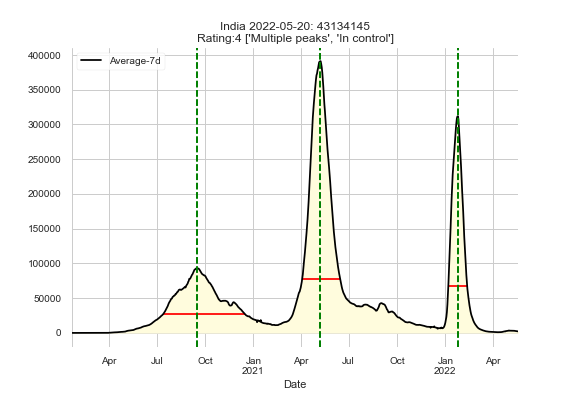 India 2022-05-20: 43134145
Rating:4 ['Multiple peaks', 'In control']
Average-7d
400000
350000
300000
250000
200000
150000
100000
50000
0
Apr Jul Oct Jan Apr Jul Oct Jan Apr
2021 2022
Date